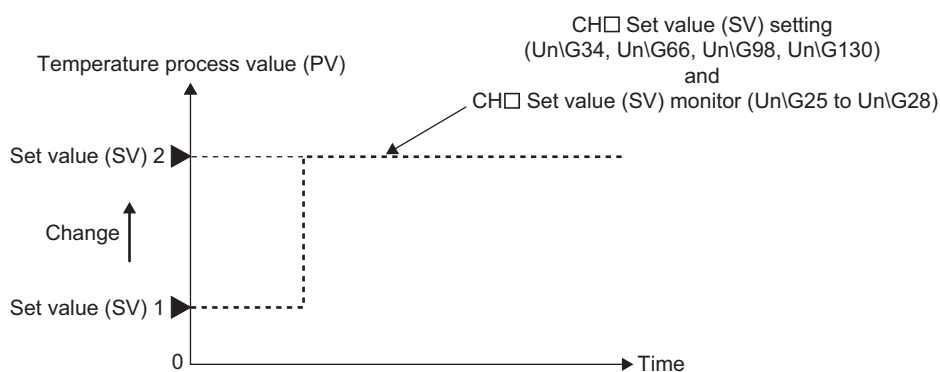 CH□ Set value (SV) setting
(Un\G34, Un\G66, Un\G98, Un\G130)
and
CH□ Set value (SV) monitor (Un\G25 to Un\G28)
Temperature process value (PV)
Set value (SV) 2
Change
Set value (SV) 1
0
Time